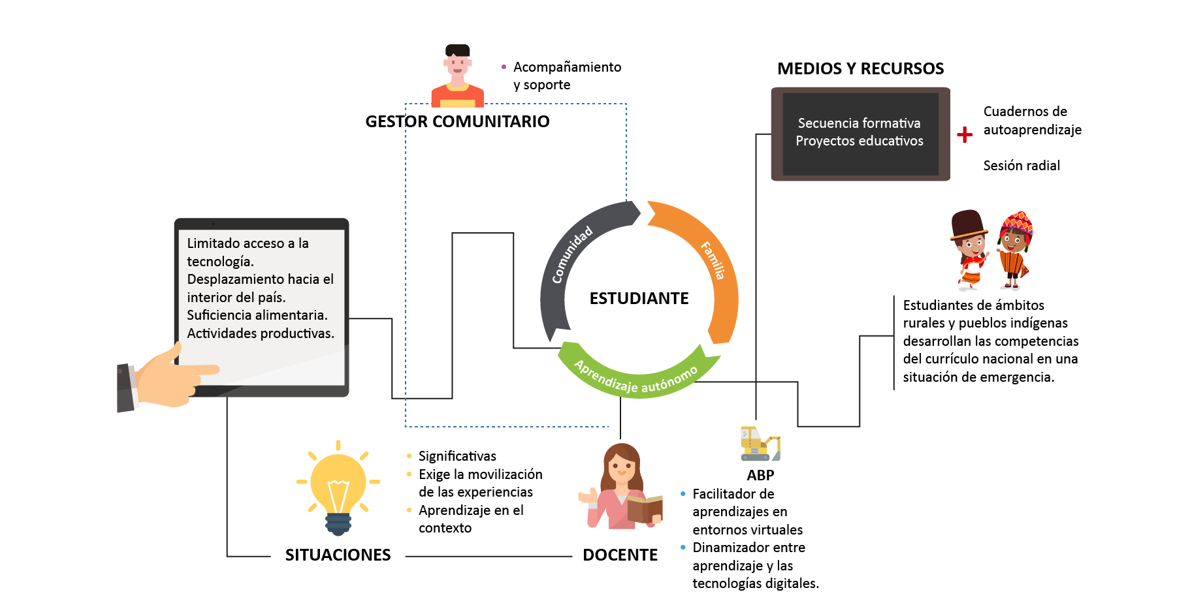 Acompañamiento
y soporte
GESTOR COMUNITARIO
MEDIOS Y RECURSOS
Secuencia formativa
Proyectos educativos
+
Cuadernos de
autoaprendizaje
Sesión radial
Limitado acceso a la
tecnología.
Desplazamiento hacia el
interior del país.
Suficiencia alimentaria.
Actividades productivas.
Comunidad
Familia
ESTUDIANTE
Aprendizaje autónomo
Estudiantes de ámbitos
rurales y pueblos indígenas
desarrollan las competencias
del currículo nacional en una
situación de emergencia.
Significativas
Exige la movilización
de las experiencias
Aprendizaje en el
contexto
SITUACIONES
DOCENTE
ABP
Facilitador de
aprendizajes en
entornos virtuales
Dinamizador entre
aprendizaje y las
tecnologías digitales.